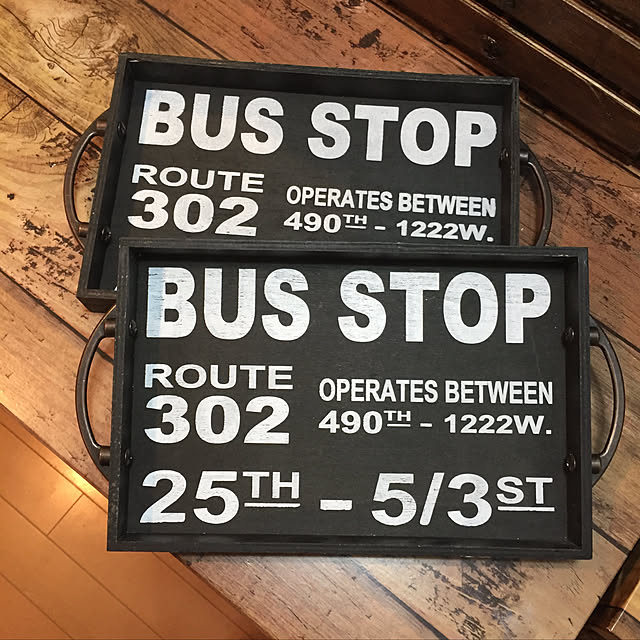 BUS STOP
ROUTE
302
OPERATES BETWEEN
490TH - 1222W.
BUS STOP
ROUTE
302
OPERATES BETWEEN
490TH - 1222W.
25TH - 5/3ST